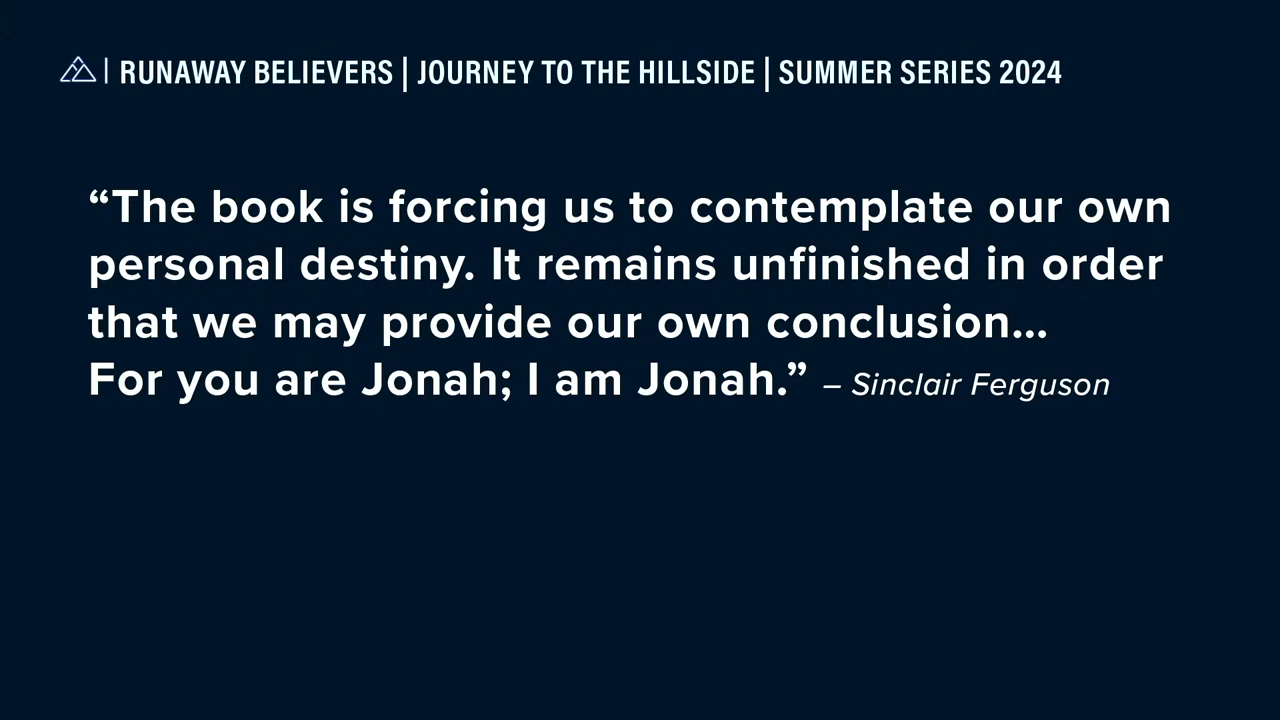 | RUNAWAY BELIEVERS | JOURNEY TO THE HILLSIDE | SUMMER SERIES 2024
“The book is forcing us to contemplate our own
personal destiny. It remains unfinished in order
that we may provide our own conclusion...
For you are Jonah; I am Jonah.” – Sinclair Ferguson